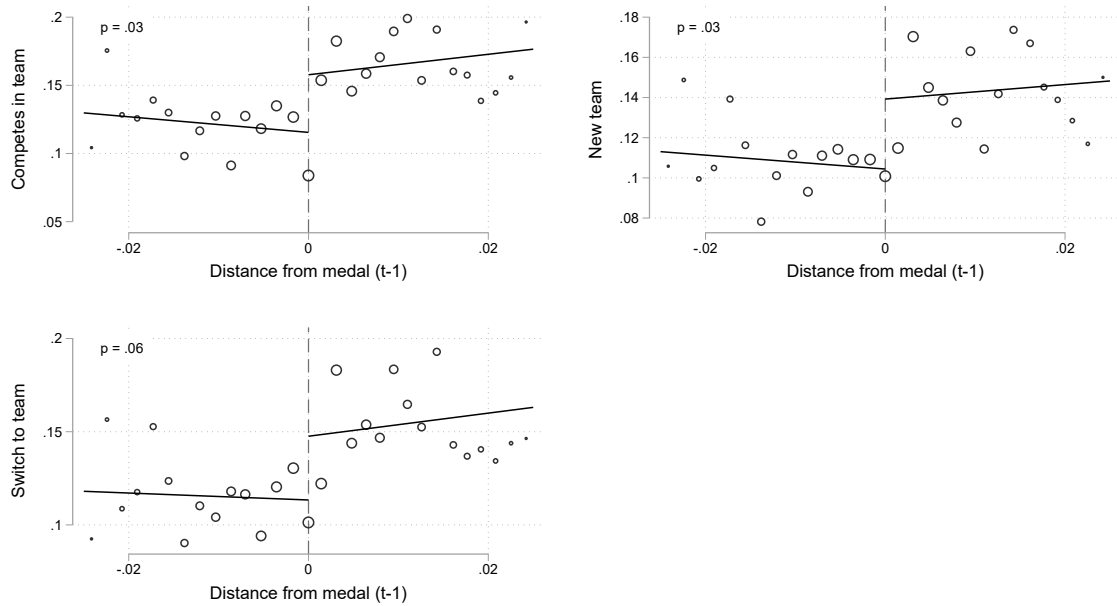 p = .03
Competes in team
.2
.15
.1
.05
-.02
0
.02
Distance from medal (t-1)
p = .03
New team
.18
.16
.14
.12
.1
.08
-.02
0
.02
Distance from medal (t-1)
p = .06
Switch to team
.2
.15
.1
-.02
0
.02
Distance from medal (t-1)